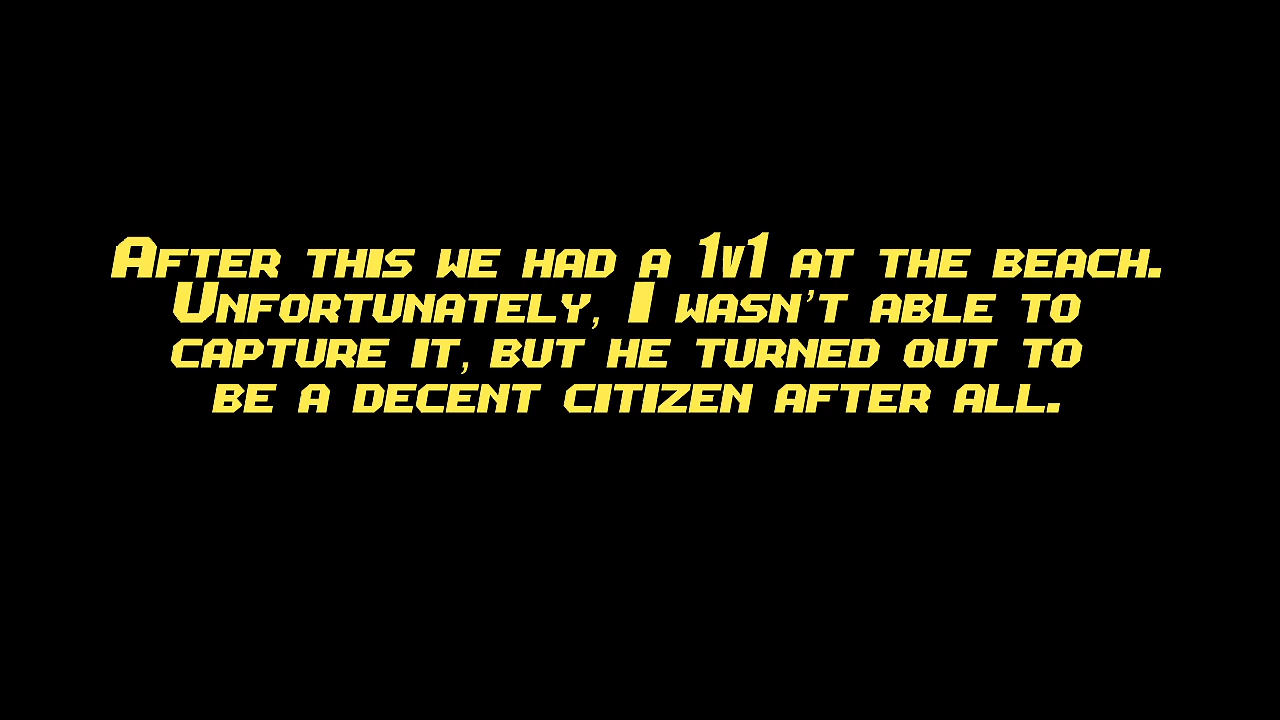 After this we had a 1v1 at the beach.
Unfortunately, I wasn't able to
capture it, but he turned out to
be a decent citizen after all.